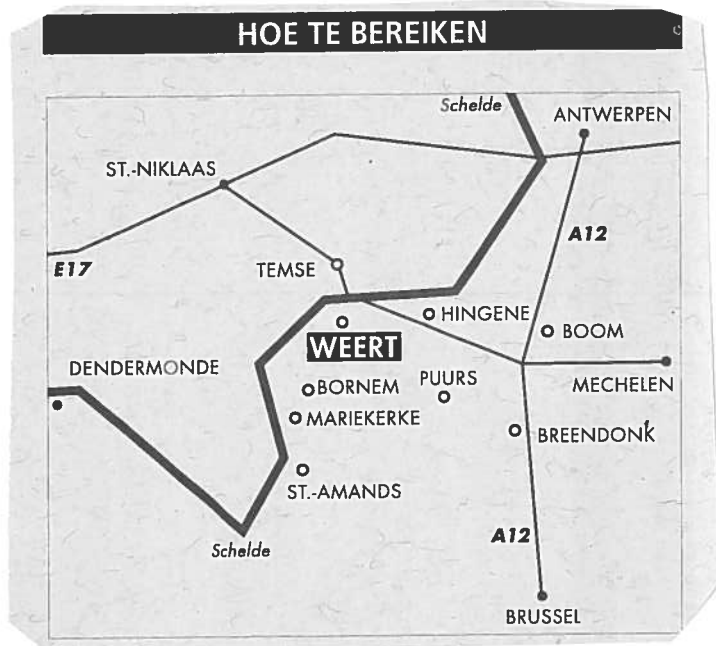 HOE TE BEREIKEN
Schelde
ANTWERPEN
ST.-NIKLAAS
A12
E17
TEMSE
HINGENE
BOOM
WEERT
DENDERMONDE
PUURS
MECHELEN
BORNEM
MARIEKERKE
BREENDONK
ST.-AMANDS
A12
Schelde
BRUSSEL